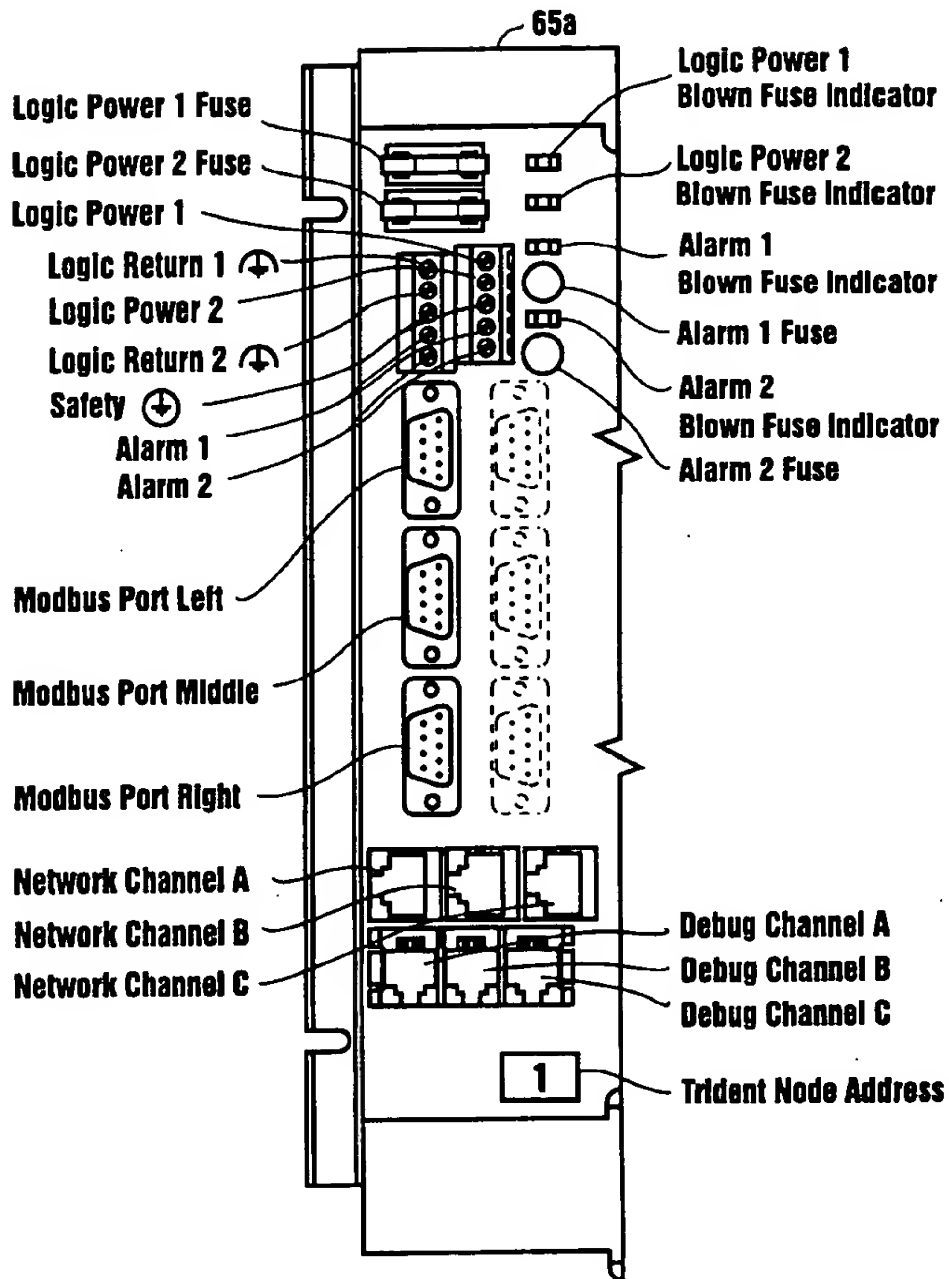 65a
Logic Power 1 Fuse
Logic Power 2 Fuse
Logic Power 1
Logic Return 1
Logic Power 2
Logic Return 2
Safety
Alarm 1
Alarm 2
Modbus Port Left
Modbus Port Middle
Modbus Port Right
Network Channel A
Network Channel B
Network Channel C
Logic Power 1
Blown Fuse Indicator
Logic Power 2
Blown Fuse Indicator
Alarm 1
Blown Fuse Indicator
Alarm 1 Fuse
Alarm 2
Blown Fuse Indicator
Alarm 2 Fuse
Debug Channel A
Debug Channel B
Debug Channel C
1
Trident Node Address